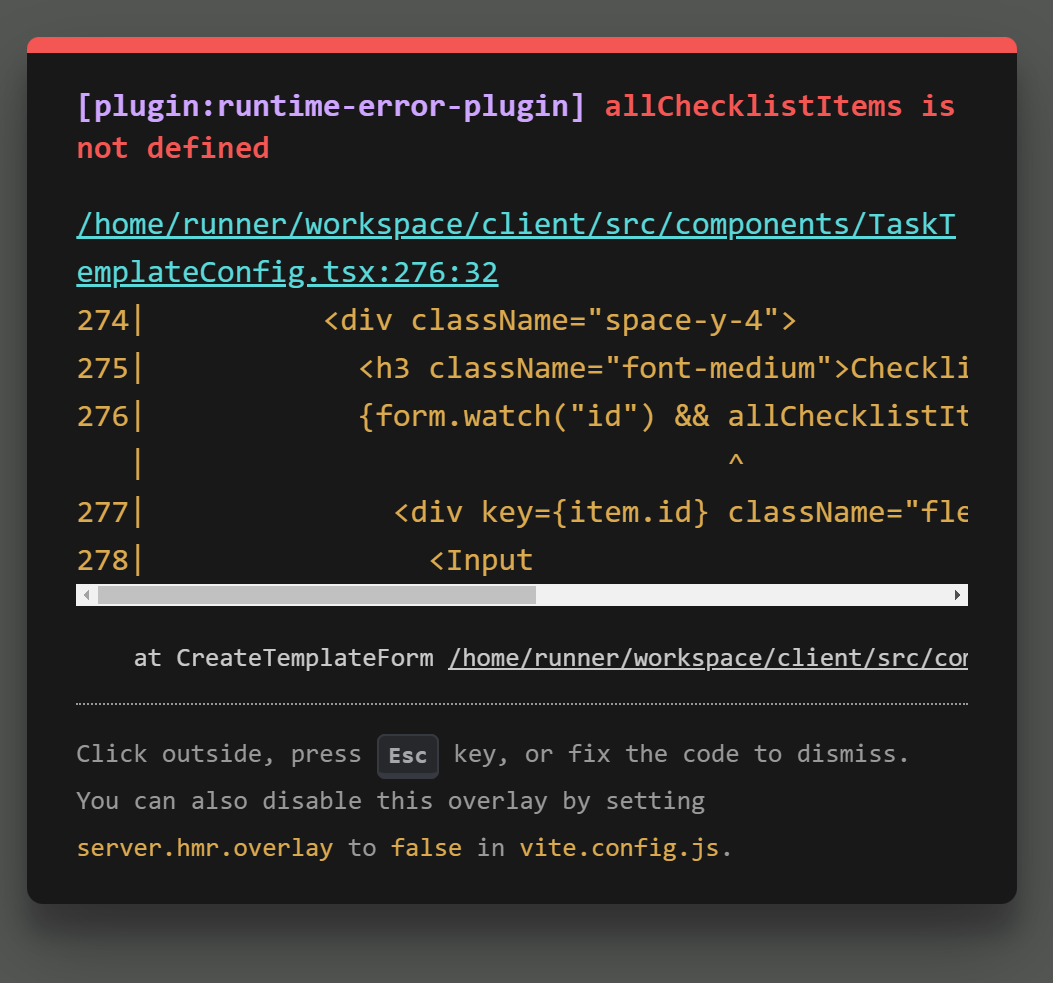 [plugin:runtime-error-plugin] allChecklistItems is
not defined
/home/runner/workspace/client/src/components/TaskT
emplateConfig.tsx:276:32
274|          <div className="space-y-4">
275|            <h3 className="font-medium">Checkli
276|            {form.watch("id") && allChecklistIt
   |                                 ^
277|              <div key={item.id} className="fle
278|                <Input
at CreateTemplateForm /home/runner/workspace/client/src/con
Click outside, press Esc key, or fix the code to dismiss.
You can also disable this overlay by setting
server.hmr.overlay to false in vite.config.js.